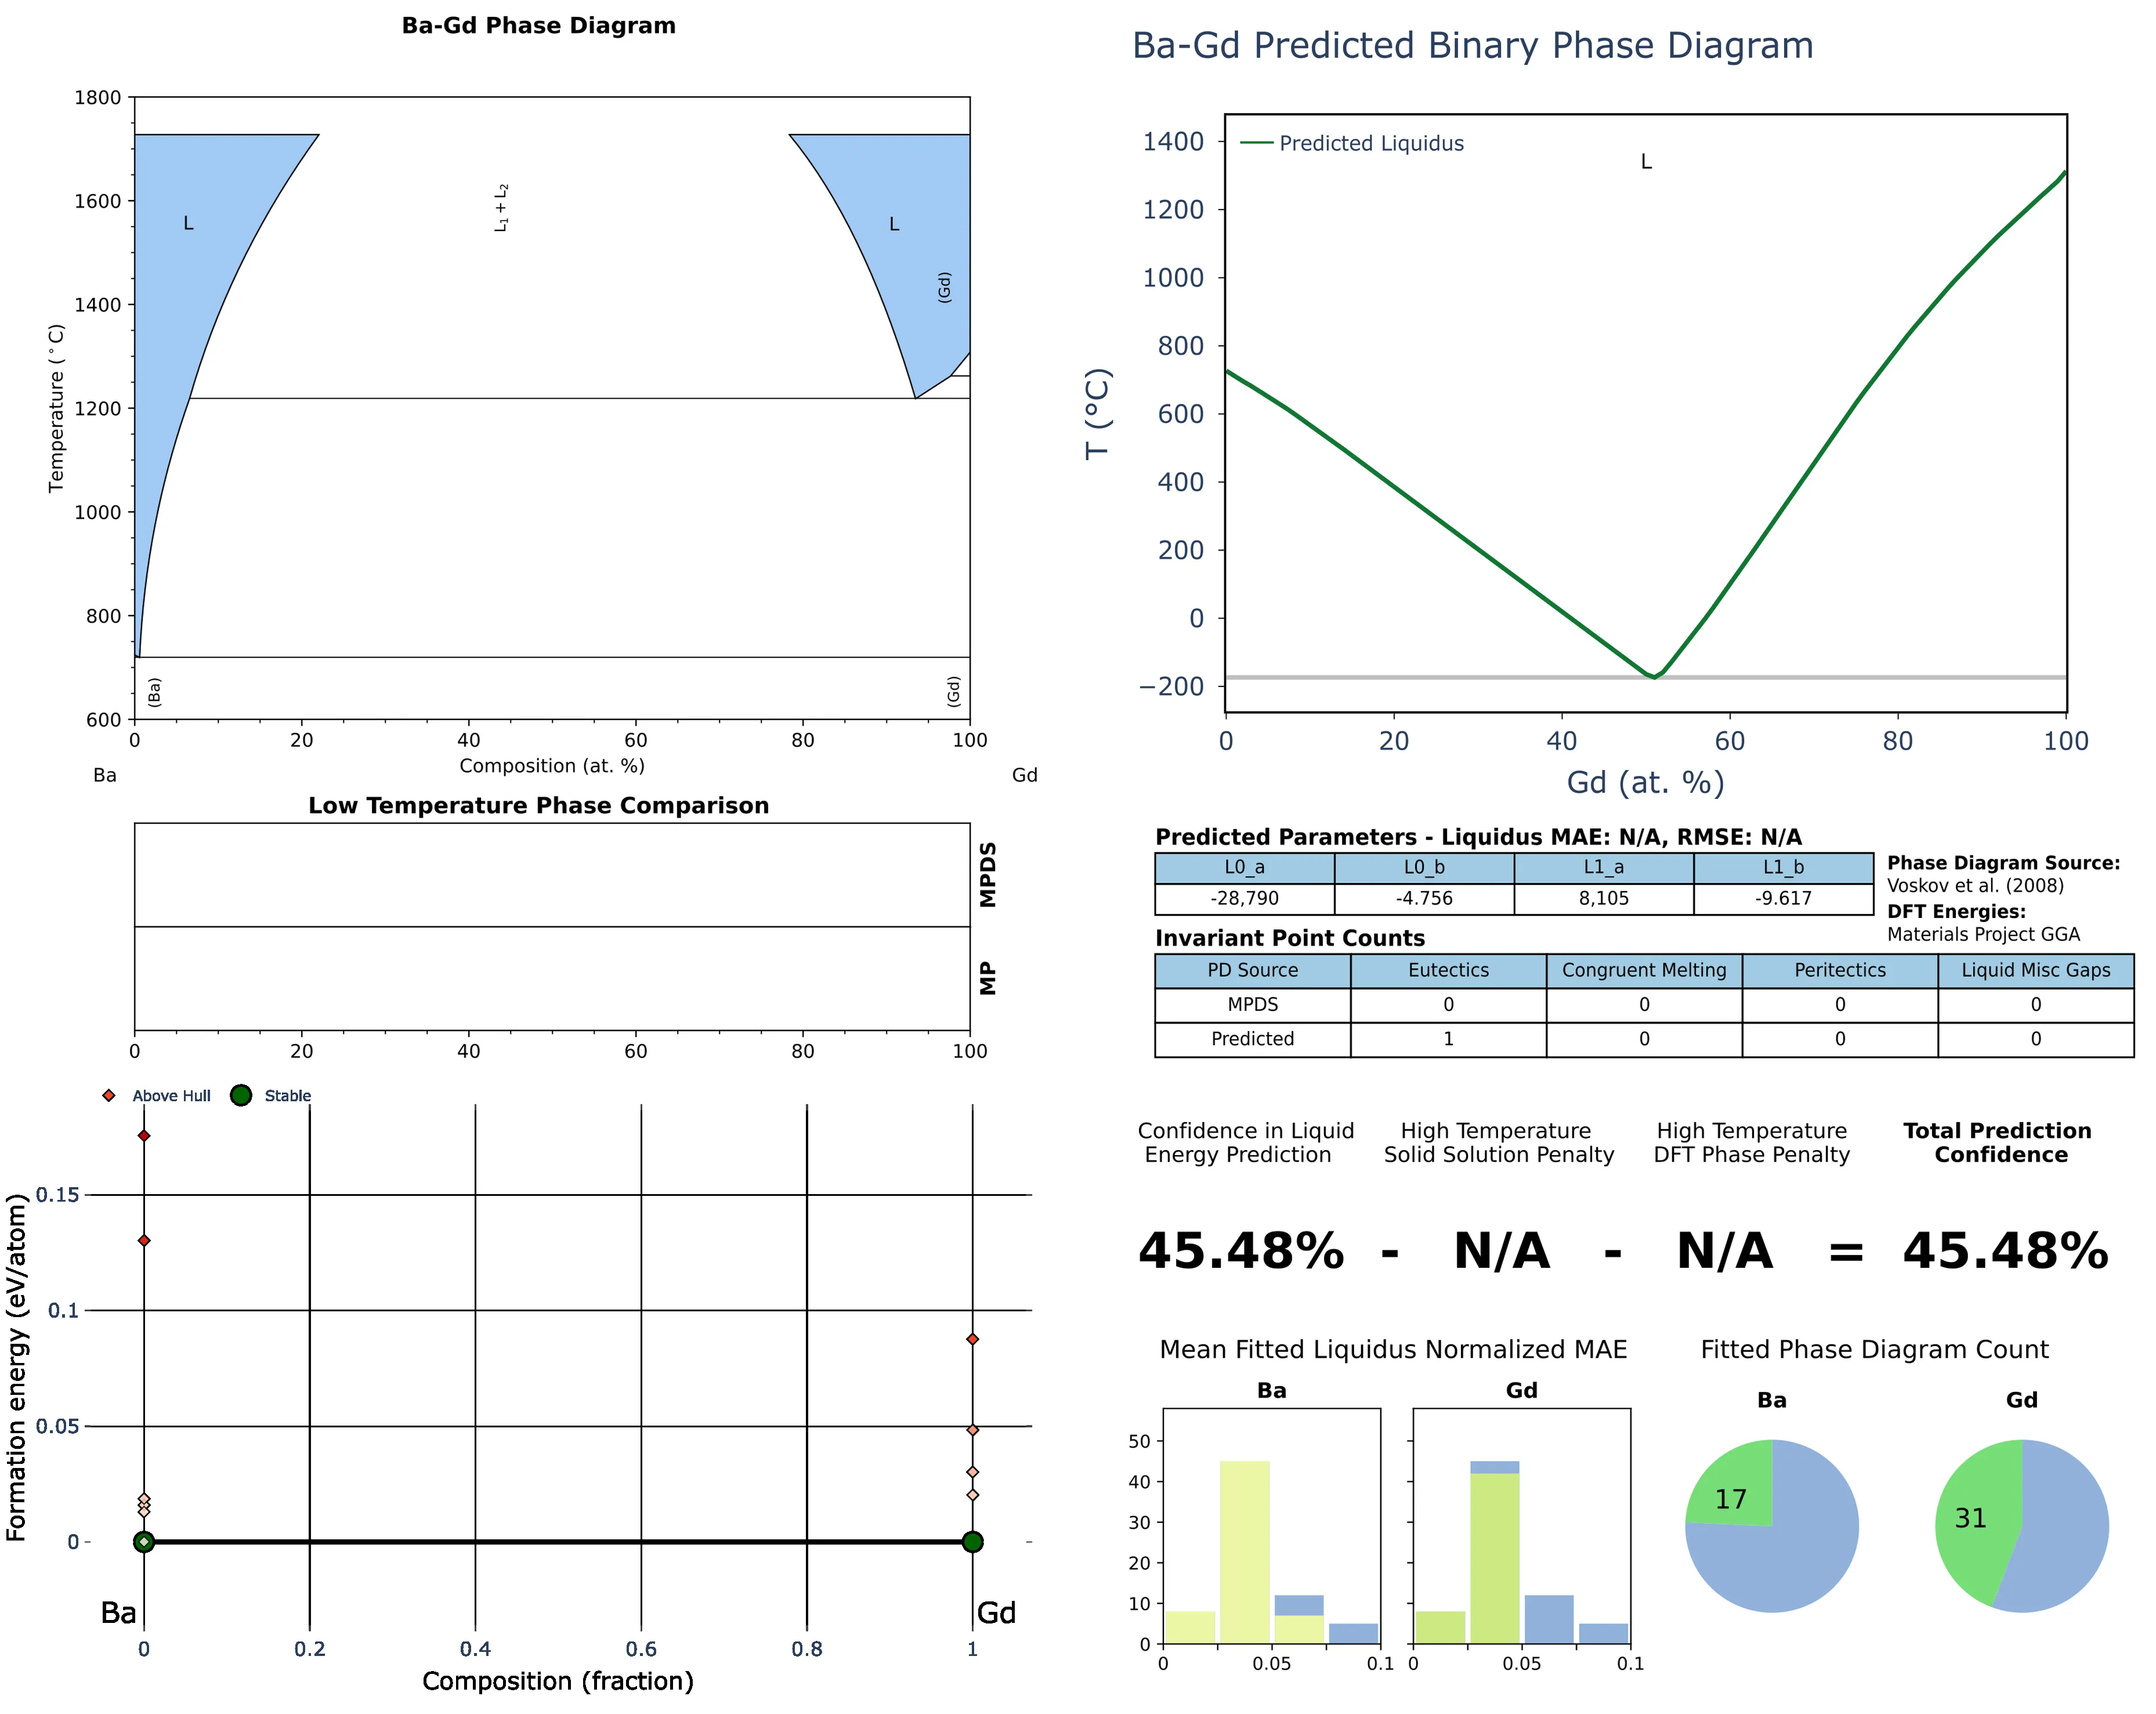 Ba-Gd Phase Diagram
1800
1600
1400
1200
1000
800
600
Temperature (°C)
L
L₁ + L₂
L
(Gd)
(Ba)
(Gd)
0 20 40 60 80 100
Composition (at. %)
Ba Gd
Low Temperature Phase Comparison
MPDS
MP
0 20 40 60 80 100
Above Hull Stable
0.15
0.1
0.05
0
Formation energy (eV/atom)
Ba Gd
0 0.2 0.4 0.6 0.8 1
Composition (fraction)
Ba-Gd Predicted Binary Phase Diagram
Predicted Liquidus
L
1400
1200
1000
800
600
400
200
0
−200
T (°C)
0 20 40 60 80 100
Gd (at. %)
Predicted Parameters - Liquidus MAE: N/A, RMSE: N/A
L0_a L0_b L1_a L1_b
-28,790 -4.756 8,105 -9.617
Phase Diagram Source:
Voskov et al. (2008)
DFT Energies:
Materials Project GGA
Invariant Point Counts
PD Source Eutectics Congruent Melting Peritectics Liquid Misc Gaps
MPDS 0 0 0 0
Predicted 1 0 0 0
Confidence in Liquid
Energy Prediction
High Temperature
Solid Solution Penalty
High Temperature
DFT Phase Penalty
Total Prediction
Confidence
45.48% - N/A - N/A = 45.48%
Mean Fitted Liquidus Normalized MAE
Ba Gd
50
40
30
20
10
0
0 0.05 0.1
0 0.05 0.1
Fitted Phase Diagram Count
Ba Gd
17
31